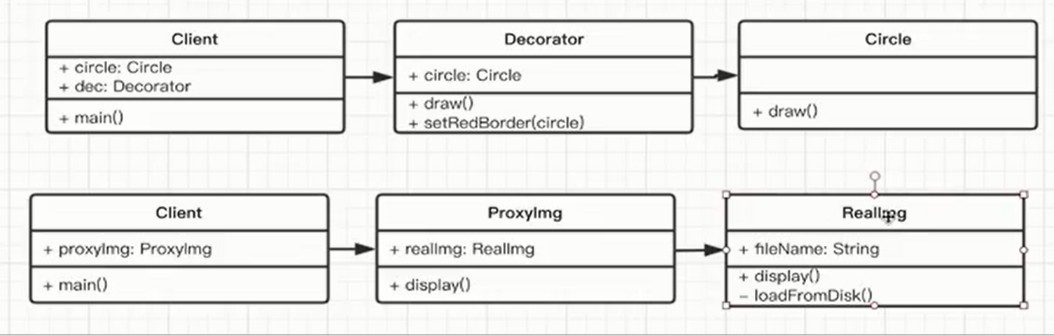 Client
+ circle: Circle
+ dec: Decorator
+ main()
Decorator
+ circle: Circle
+ draw()
+ setRedBorder(circle)
Circle
+ draw()
Client
+ proxyImg: ProxyImg
+ main()
ProxyImg
+ realImg: RealImg
+ display()
RealImg
+ fileName: String
+ display()
- loadFromDisk()